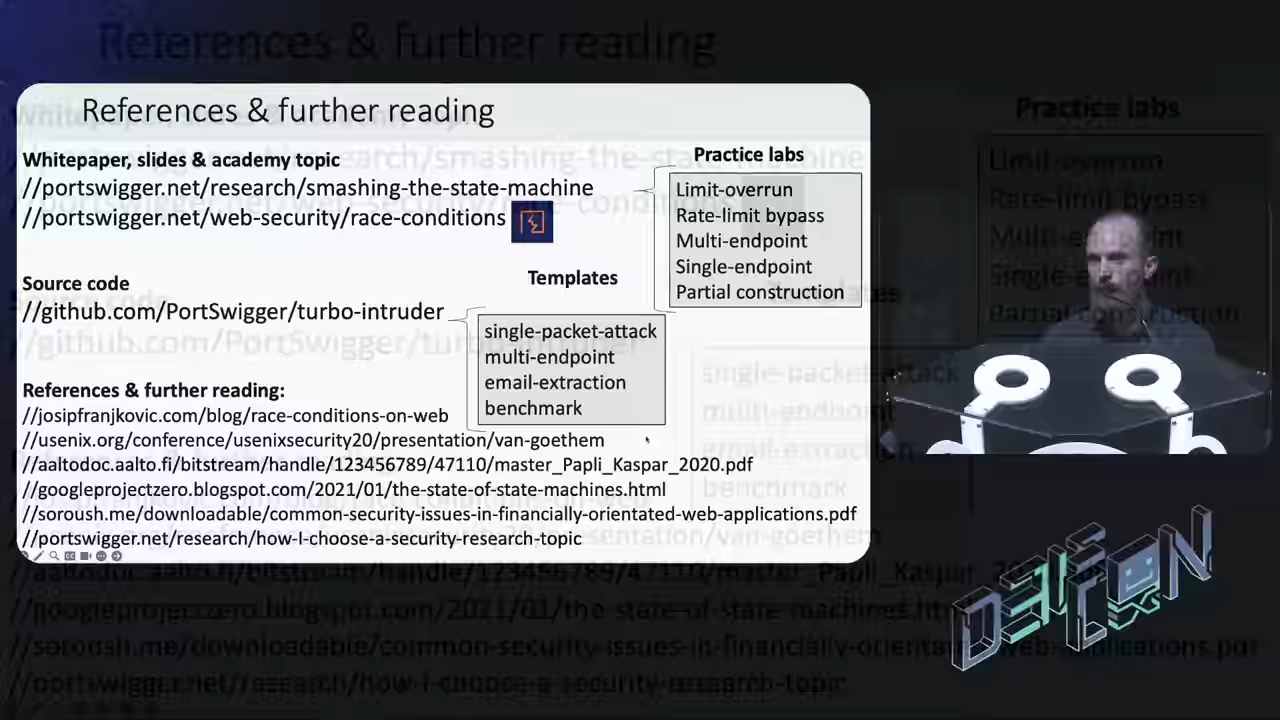 References & further reading
Whitepaper, slides & academy topic
//portswigger.net/research/smashing-the-state-machine
//portswigger.net/web-security/race-conditions
Practice labs
Limit-overrun
Rate-limit bypass
Multi-endpoint
Single-endpoint
Partial construction
Source code
//github.com/PortSwigger/turbo-intruder
Templates
single-packet-attack
multi-endpoint
email-extraction
benchmark
References & further reading:
//josipfranjkovic.com/blog/race-conditions-on-web
//usenix.org/conference/usenixsecurity20/presentation/van-goethem
//aaltodoc.aalto.fi/bitstream/handle/123456789/47110/master_Papli_Kaspar_2020.pdf
//googleprojectzero.blogspot.com/2021/01/the-state-of-state-machines.html
//soroush.me/downloadable/common-security-issues-in-financially-orientated-web-applications.pdf
//portswigger.net/research/how-I-choose-a-security-research-topic
DEF CON